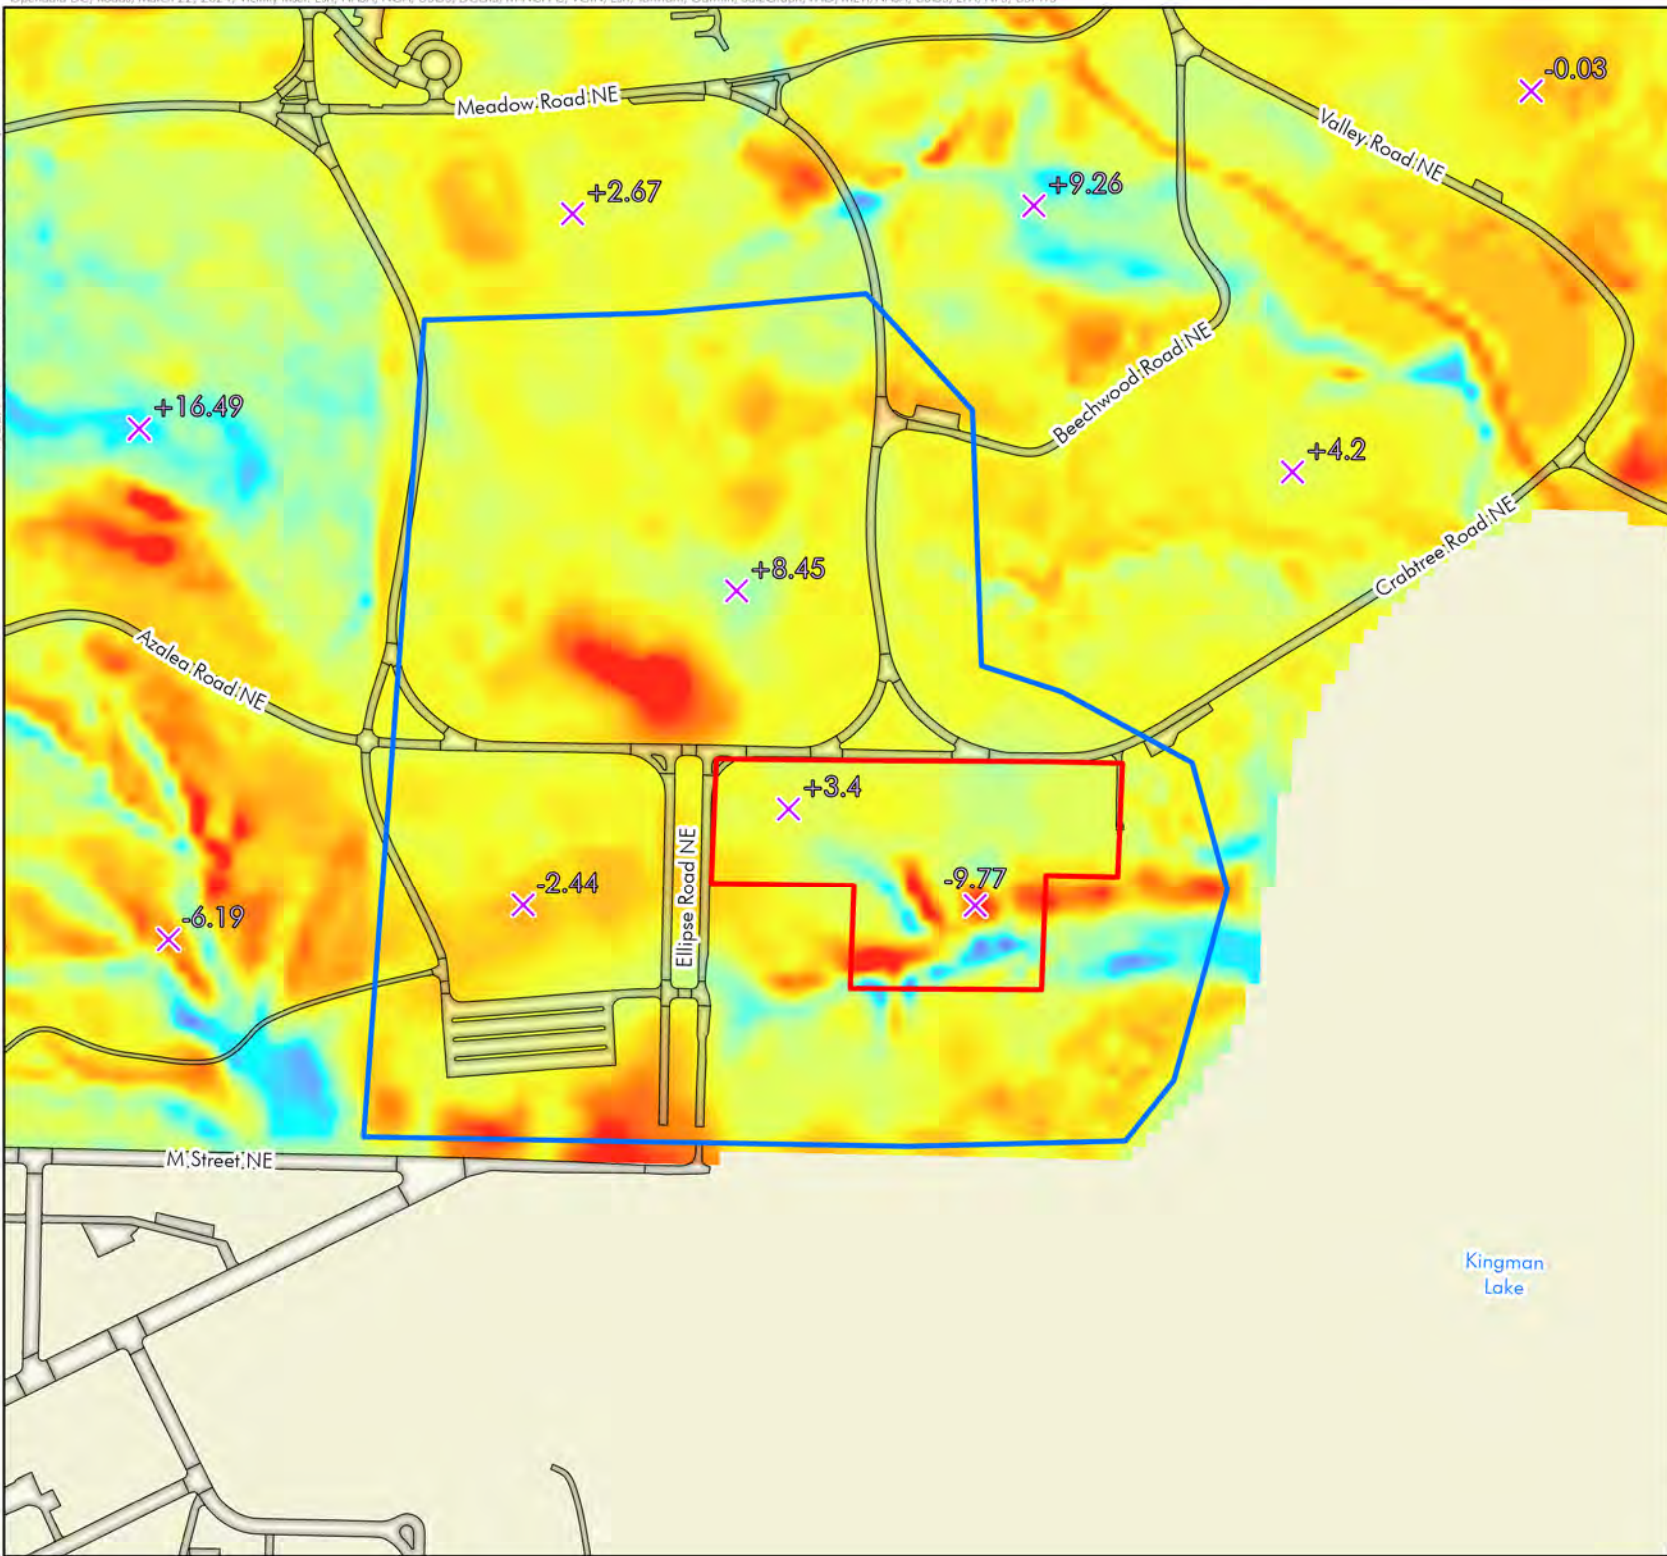 -0.03
Meadow Road NE
Valley Road NE
+2.67
+9.26
Beechwood Road NE
+16.49
+4.2
Crabtree Road NE
+8.45
Azalea Road NE
+3.4
-9.77
-2.44
Ellipse Road NE
-6.19
M Street NE
Kingman
Lake